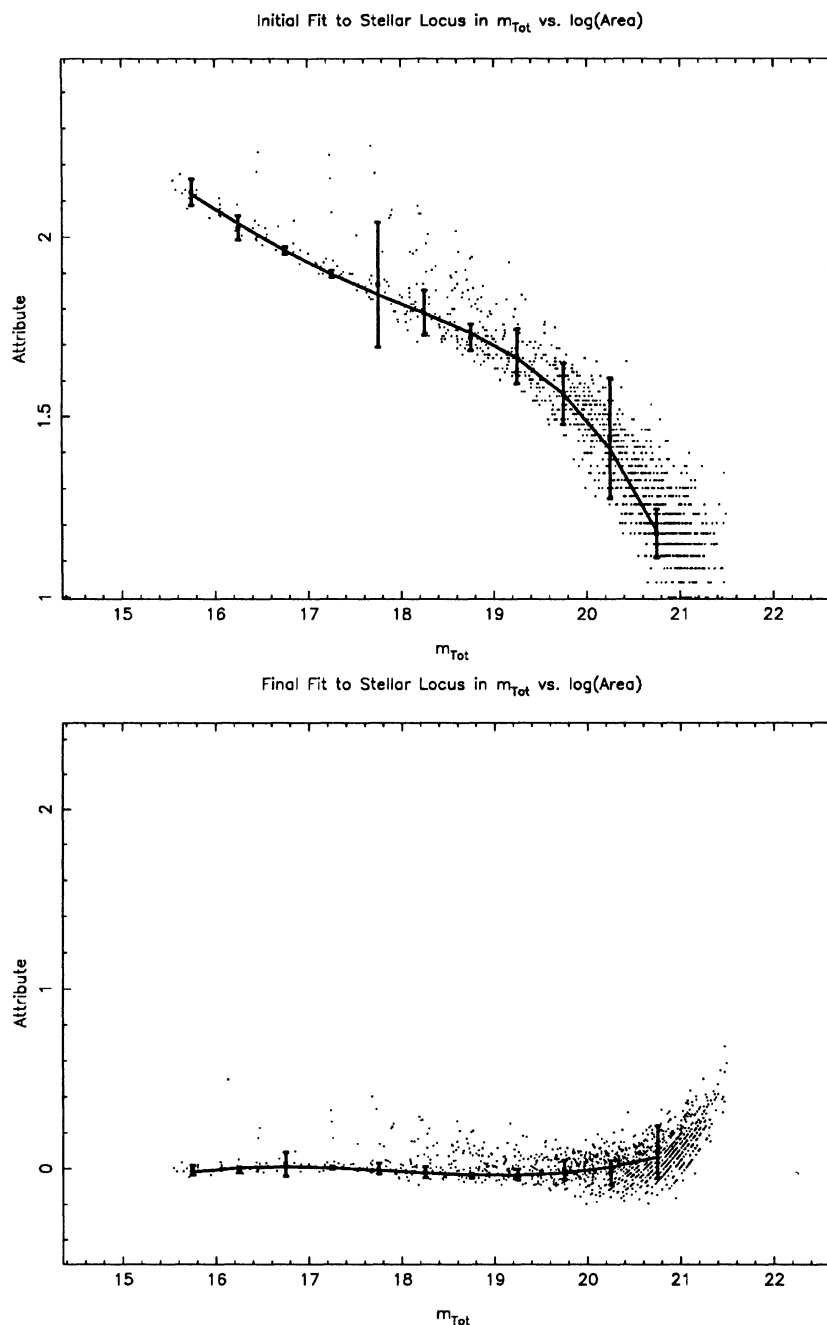 Initial Fit to Stellar Locus in m_Tot vs. log(Area)
2
Attribute
1.5
1
15 16 17 18 19 20 21 22
m_Tot
Final Fit to Stellar Locus in m_Tot vs. log(Area)
2
1
Attribute
0
15 16 17 18 19 20 21 22
m_Tot